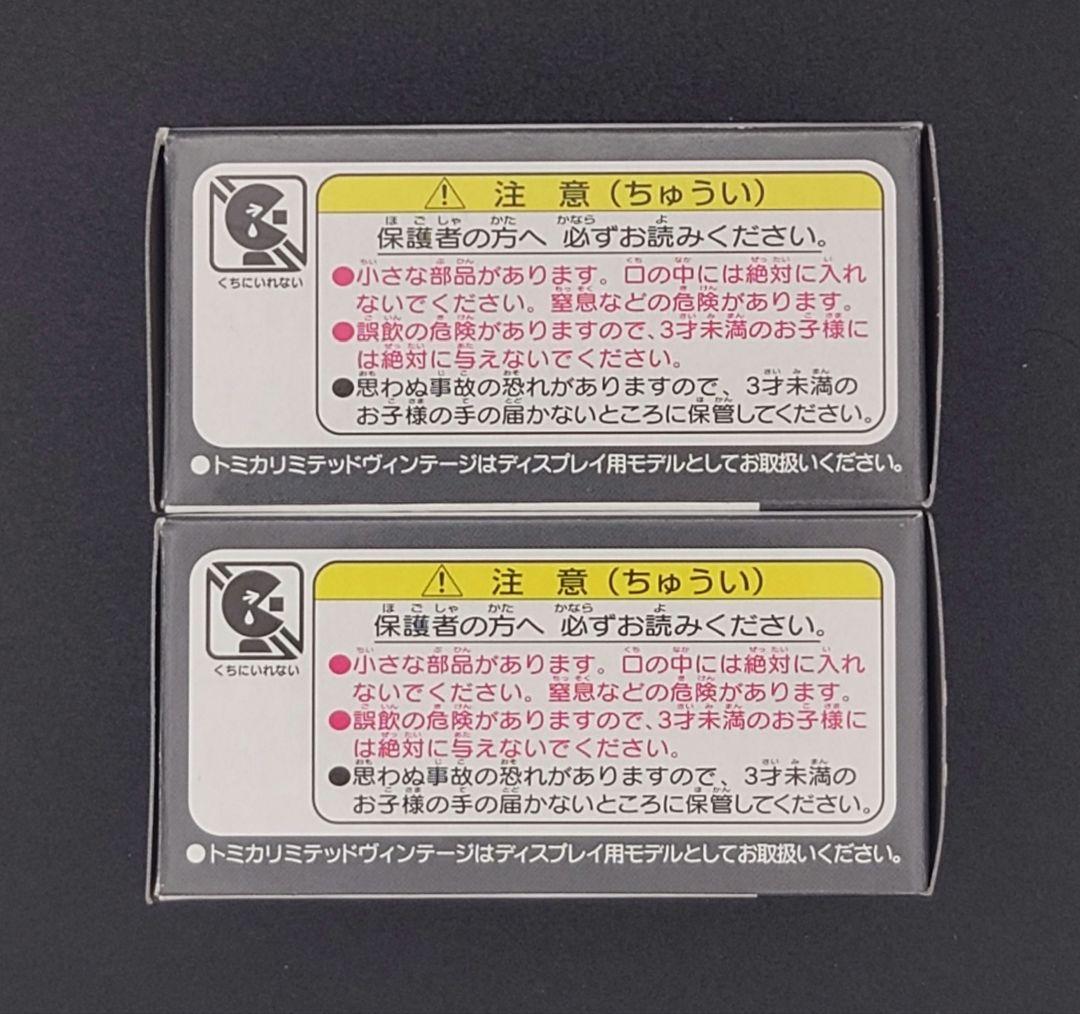 ⚠ 注 意（ちゅうい）
くちにいれない
保護者の方へ 必ずお読みください。
●小さな部品があります。口の中には絶対に入れ
ないでください。窒息などの危険があります。
●誤飲の危険がありますので、3才未満のお子様に
は絶対に与えないでください。
●思わぬ事故の恐れがありますので、3才未満の
お子様の手の届かないところに保管してください。
●トミカリミテッドヴィンテージはディスプレイ用モデルとしてお取扱いください。
⚠ 注 意（ちゅうい）
くちにいれない
保護者の方へ 必ずお読みください。
●小さな部品があります。口の中には絶対に入れ
ないでください。窒息などの危険があります。
●誤飲の危険がありますので、3才未満のお子様に
は絶対に与えないでください。
●思わぬ事故の恐れがありますので、3才未満の
お子様の手の届かないところに保管してください。
●トミカリミテッドヴィンテージはディスプレイ用モデルとしてお取扱いください。